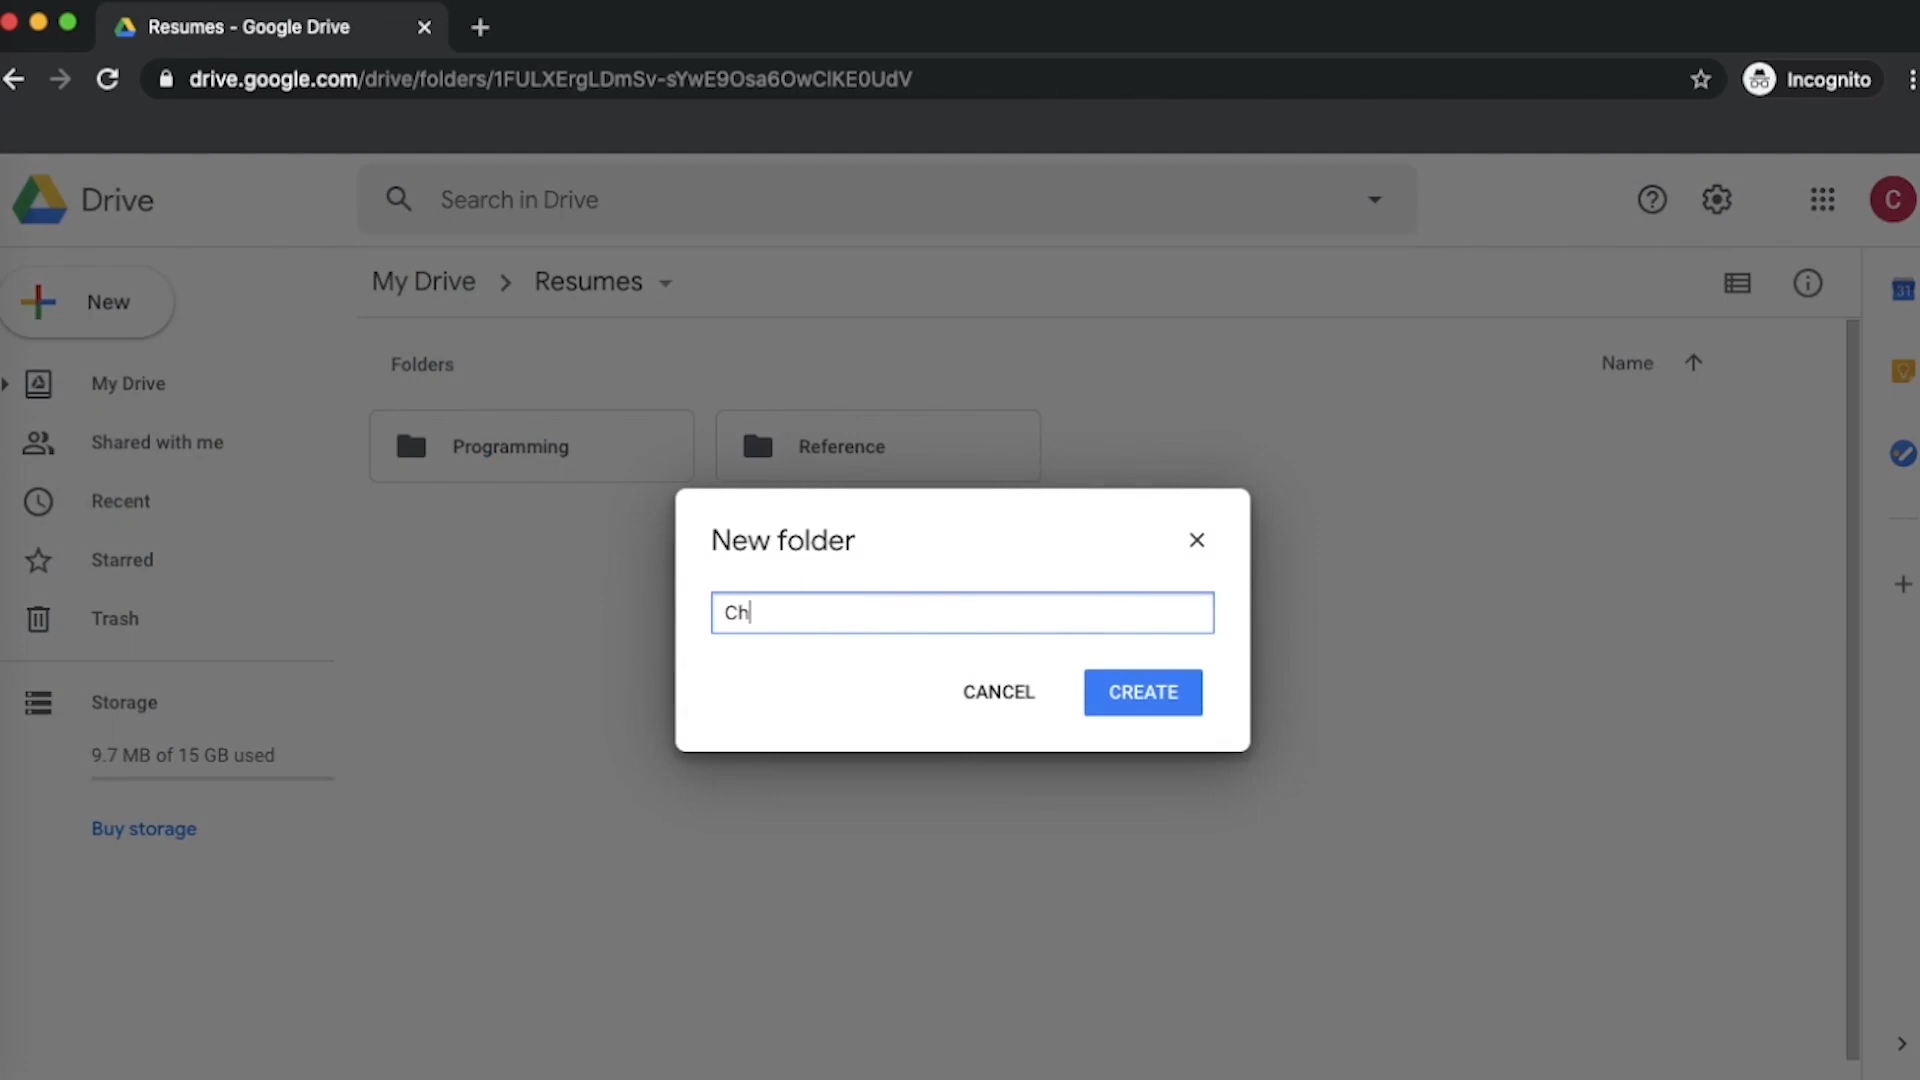 Resumes - Google Drive
drive.google.com/drive/folders/1FULXErgLDmSv-sYwE9Osa6OwClKE0UdV
Incognito
Drive
Search in Drive
C
New
My Drive
Resumes
31
Folders
Name
My Drive
Programming
Reference
Shared with me
Recent
New folder
Starred
Ch
Trash
CANCEL
CREATE
Storage
9.7 MB of 15 GB used
Buy storage